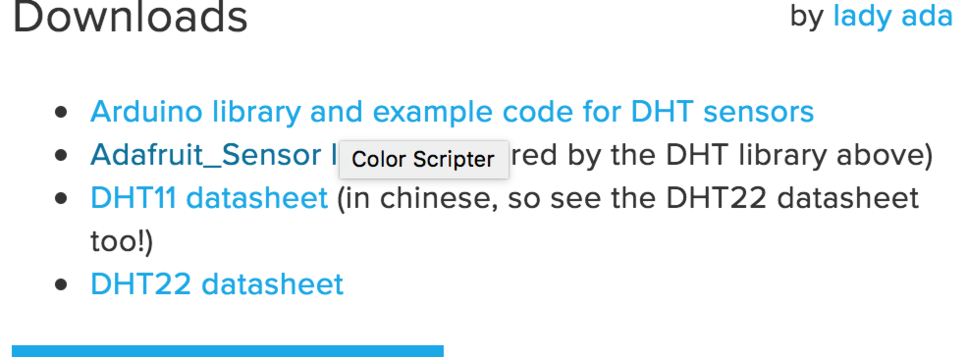 Downloads
by lady ada
Arduino library and example code for DHT sensors
Adafruit_Sensor Color Scripter red by the DHT library above)
DHT11 datasheet (in chinese, so see the DHT22 datasheet
too!)
DHT22 datasheet